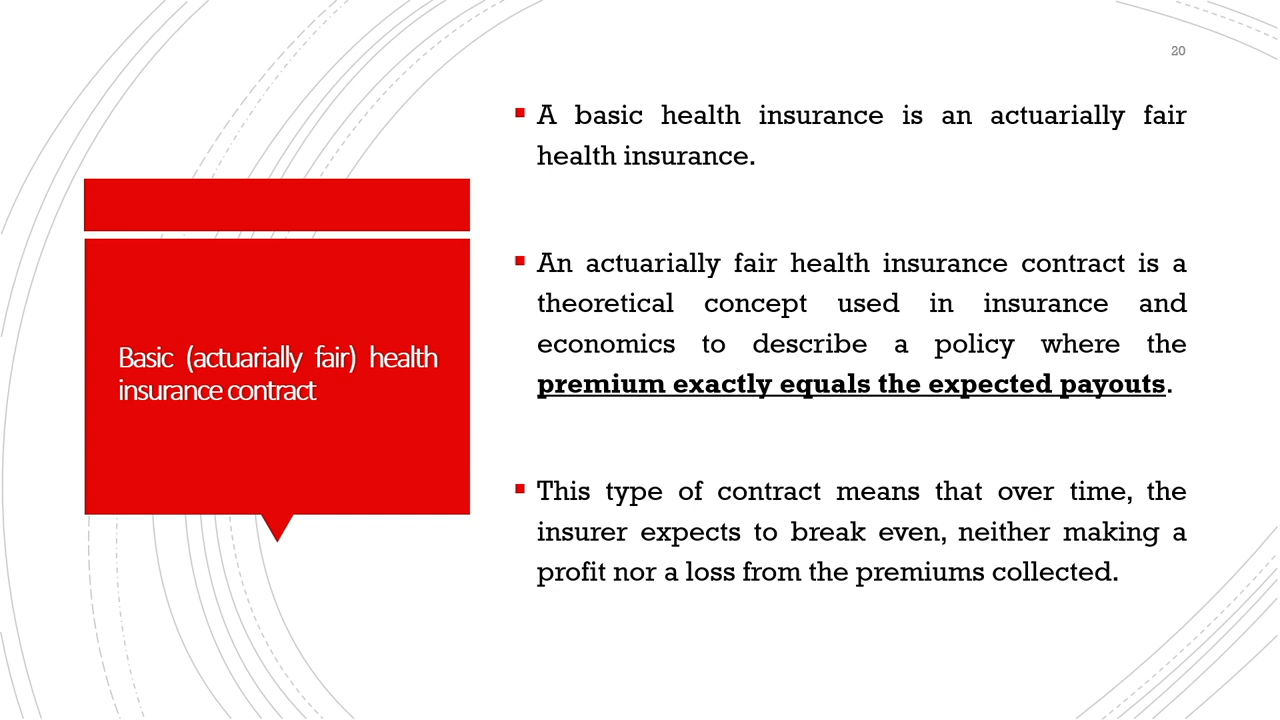 20
Basic (actuarially fair) health
insurance contract
A basic health insurance is an actuarially fair
health insurance.
An actuarially fair health insurance contract is a
theoretical concept used in insurance and
economics to describe a policy where the
premium exactly equals the expected payouts.
This type of contract means that over time, the
insurer expects to break even, neither making a
profit nor a loss from the premiums collected.